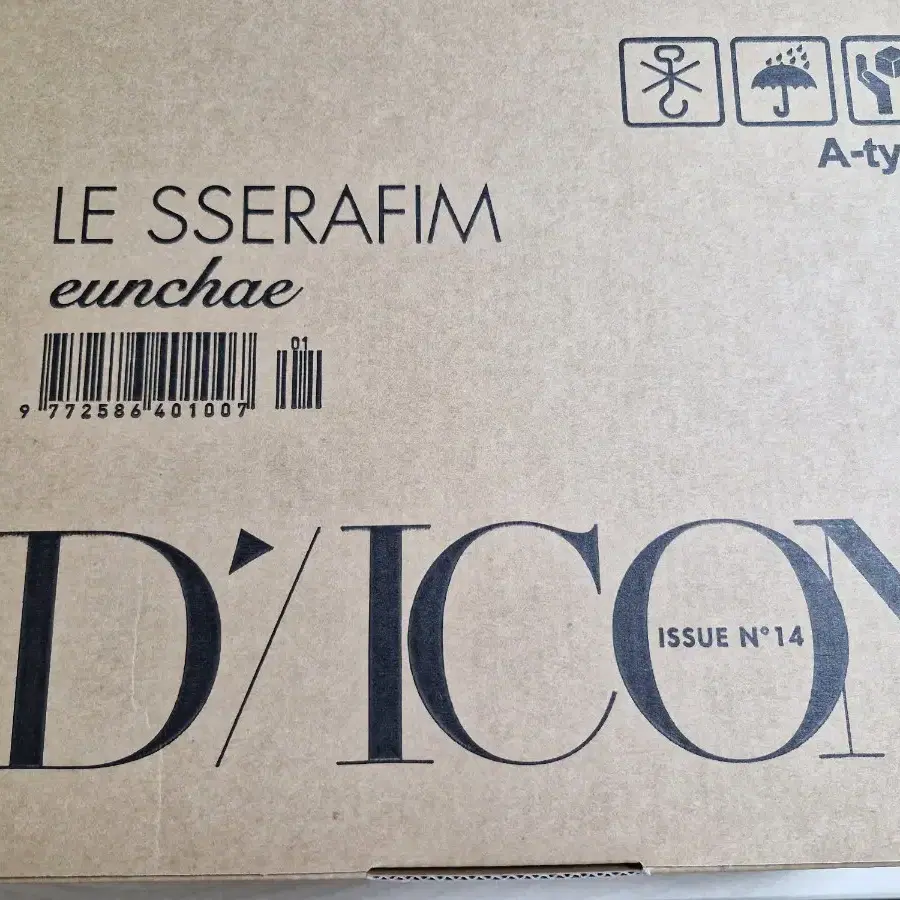 A-ty
LE SSERAFIM
eunchae
01
9 772586 401007
D'/ICON
ISSUE N°14